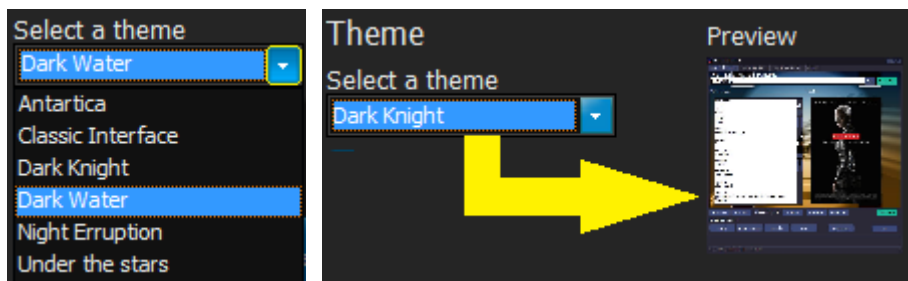 Select a theme
Dark Water
Antartica
Classic Interface
Dark Knight
Dark Water
Night Erruption
Under the stars
Theme
Select a theme
Dark Knight
Preview